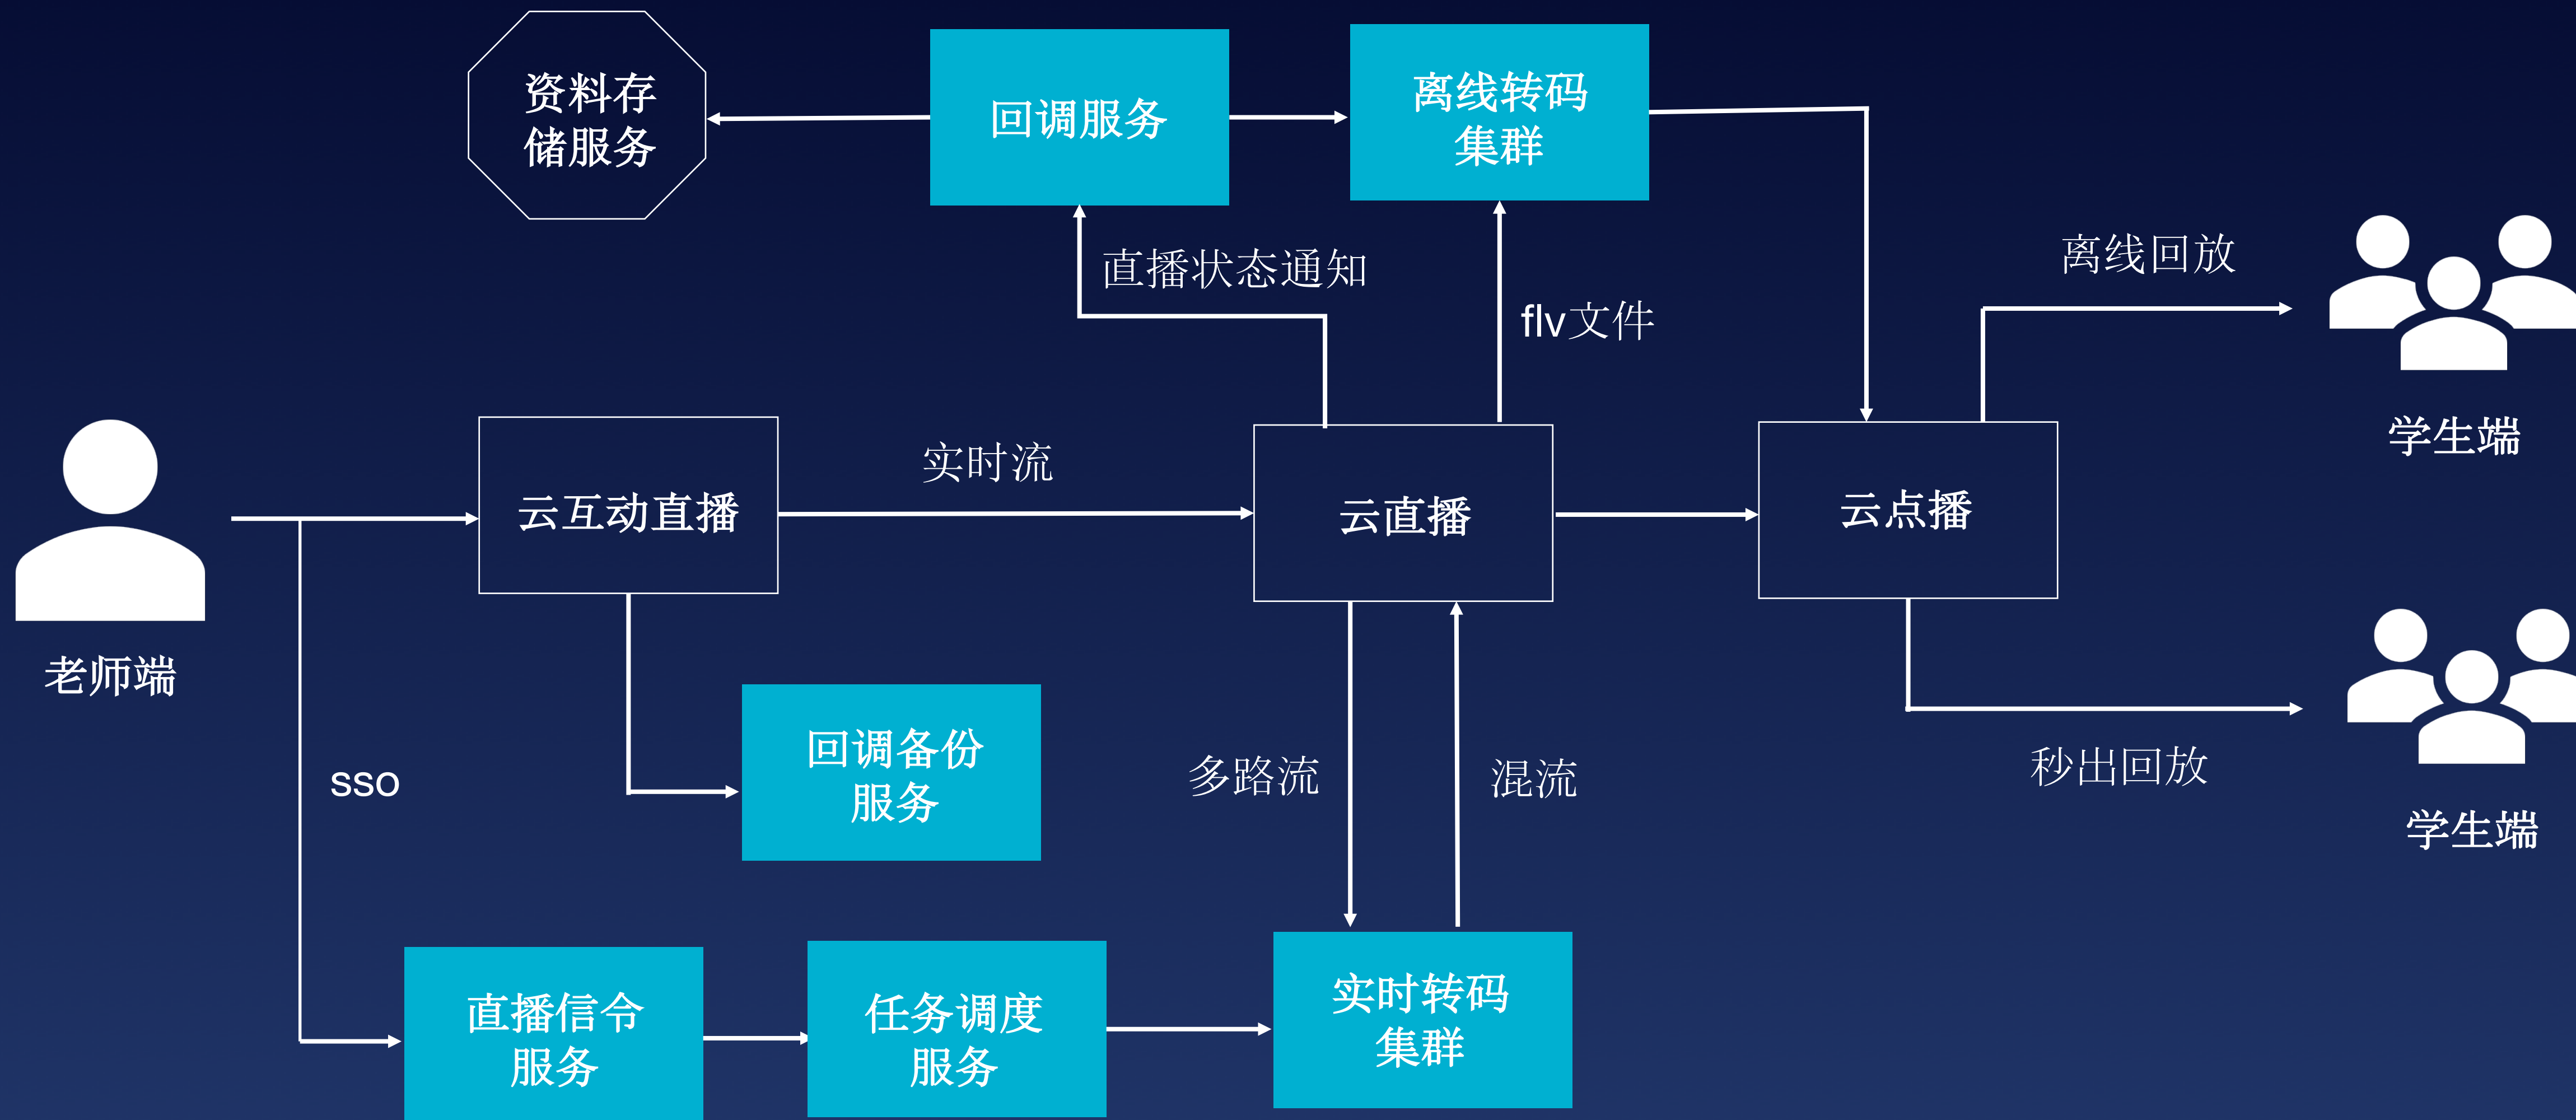 资料存
储服务
回调服务
离线转码
集群
直播状态通知
flv文件
离线回放
学生端
老师端
云互动直播
实时流
云直播
云点播
sso
回调备份
服务
多路流
混流
秒出回放
学生端
直播信令
服务
任务调度
服务
实时转码
集群